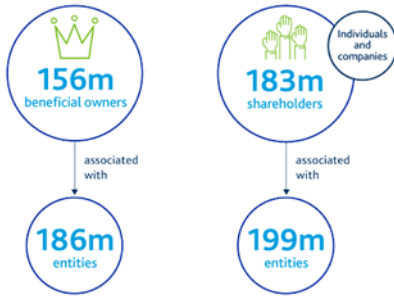 156m
beneficial owners
associated
with
186m
entities
183m
shareholders
Individuals
and
companies
associated
with
199m
entities